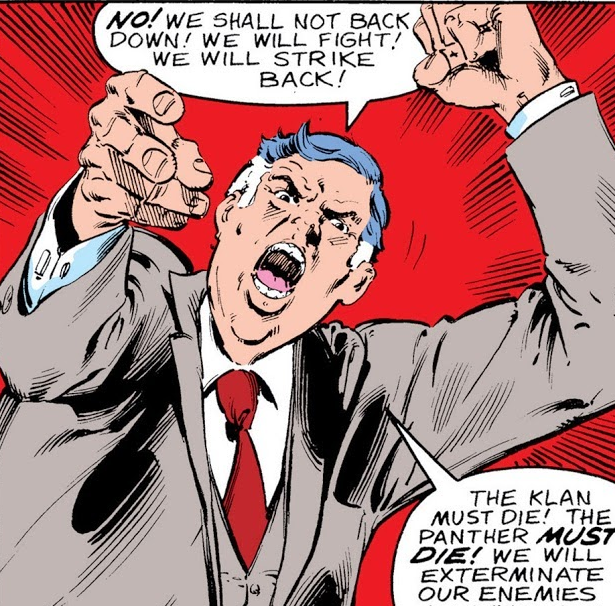 NO! WE SHALL NOT BACK
DOWN! WE WILL FIGHT!
WE WILL STRIKE
BACK!
THE KLAN
MUST DIE! THE
PANTHER MUST
DIE! WE WILL
EXTERMINATE
OUR ENEMIES